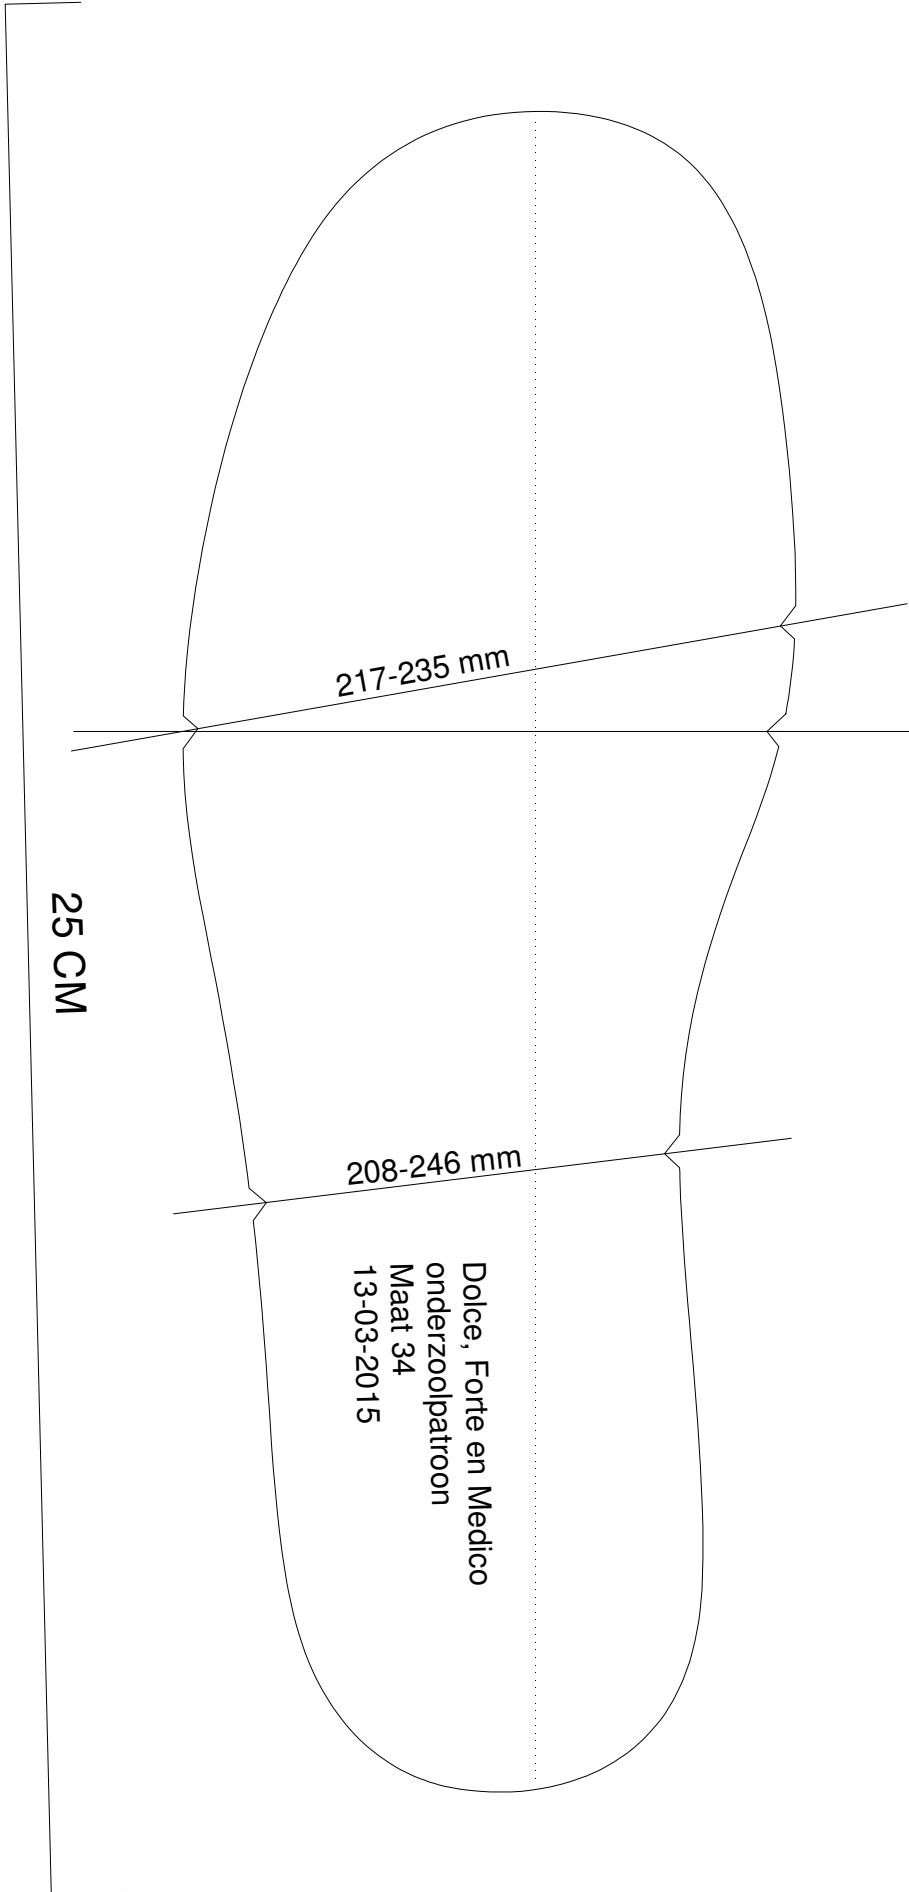 217-235 mm
25 CM
208-246 mm
Dolce, Forte en Medico
onderzoolpatroon
Maat 34
13-03-2015